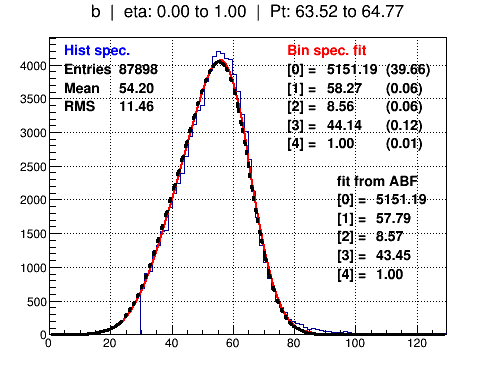 b | eta: 0.00 to 1.00 | Pt: 63.52 to 64.77
Hist spec.
Entries 87898
Mean 54.20
RMS 11.46
Bin spec. fit
[0] = 5151.19 (39.66)
[1] = 58.27 (0.06)
[2] = 8.56 (0.06)
[3] = 44.14 (0.12)
[4] = 1.00 (0.01)
fit from ABF
[0] = 5151.19
[1] = 57.79
[2] = 8.57
[3] = 43.45
[4] = 1.00
4000
3500
3000
2500
2000
1500
1000
500
0
0 20 40 60 80 100 120